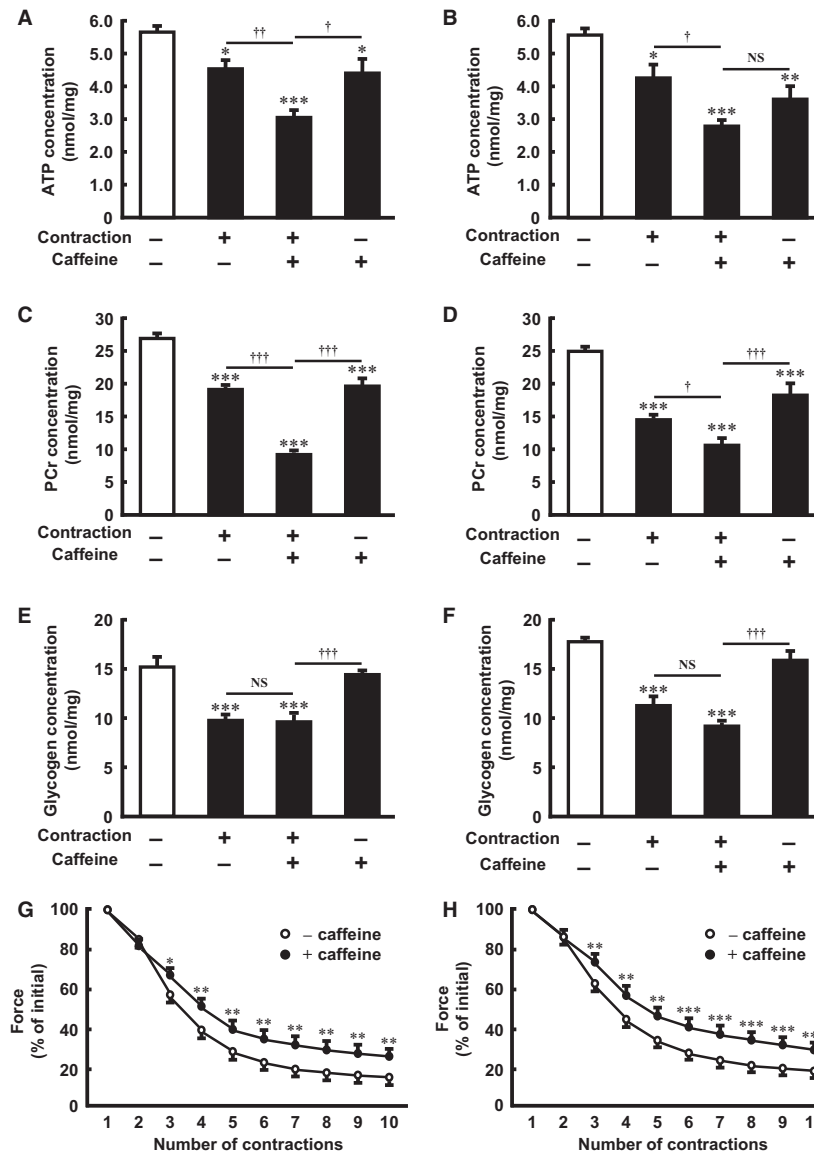 A
6.0
5.0
4.0
3.0
2.0
1.0
0
ATP concentration
(nmol/mg)
*
††
***
†
*
Contraction – + + –
Caffeine – – + +
B
6.0
5.0
4.0
3.0
2.0
1.0
0
ATP concentration
(nmol/mg)
*
†
***
NS
**
Contraction – + + –
Caffeine – – + +
C
30
25
20
15
10
5
0
PCr concentration
(nmol/mg)
***
†††
***
†††
***
Contraction – + + –
Caffeine – – + +
D
30
25
20
15
10
5
0
PCr concentration
(nmol/mg)
***
†
***
†††
***
Contraction – + + –
Caffeine – – + +
E
20
15
10
5
0
Glycogen concentration
(nmol/mg)
***
NS
***
†††
Contraction – + + –
Caffeine – – + +
F
20
15
10
5
0
Glycogen concentration
(nmol/mg)
***
NS
***
†††
Contraction – + + –
Caffeine – – + +
G
100
80
60
40
20
0
Force
(% of initial)
– caffeine
+ caffeine
* ** ** ** ** ** ** **
1 2 3 4 5 6 7 8 9 10
Number of contractions
H
100
80
60
40
20
0
Force
(% of initial)
– caffeine
+ caffeine
** ** ** *** *** *** *** **
1 2 3 4 5 6 7 8 9 1
Number of contractions